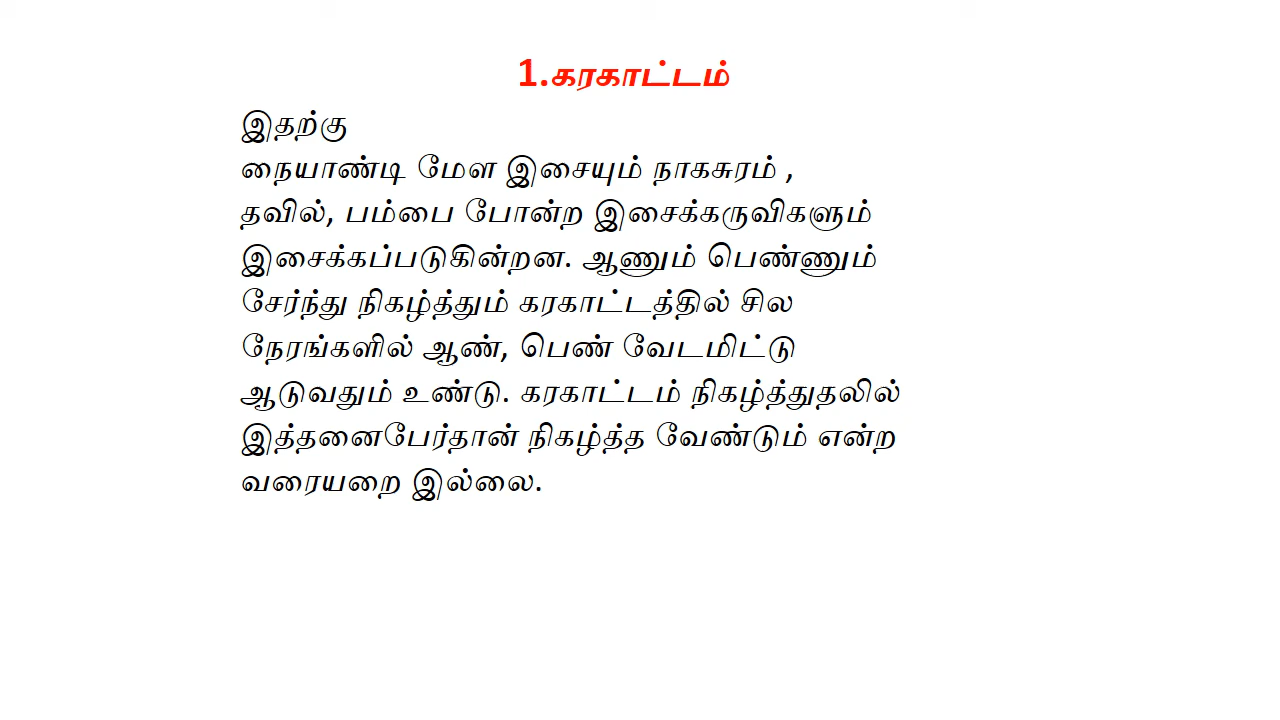 1.கரகாட்டம்
இதற்கு
நையாண்டி மேள இசையும் நாகசுரம் ,
தவில், பம்பை போன்ற இசைக்கருவிகளும்
இசைக்கப்படுகின்றன. ஆணும் பெண்ணும்
சேர்ந்து நிகழ்த்தும் கரகாட்டத்தில் சில
நேரங்களில் ஆண், பெண் வேடமிட்டு
ஆடுவதும் உண்டு. கரகாட்டம் நிகழ்த்துதலில்
இத்தனைபேர்தான் நிகழ்த்த வேண்டும் என்ற
வரையறை இல்லை.